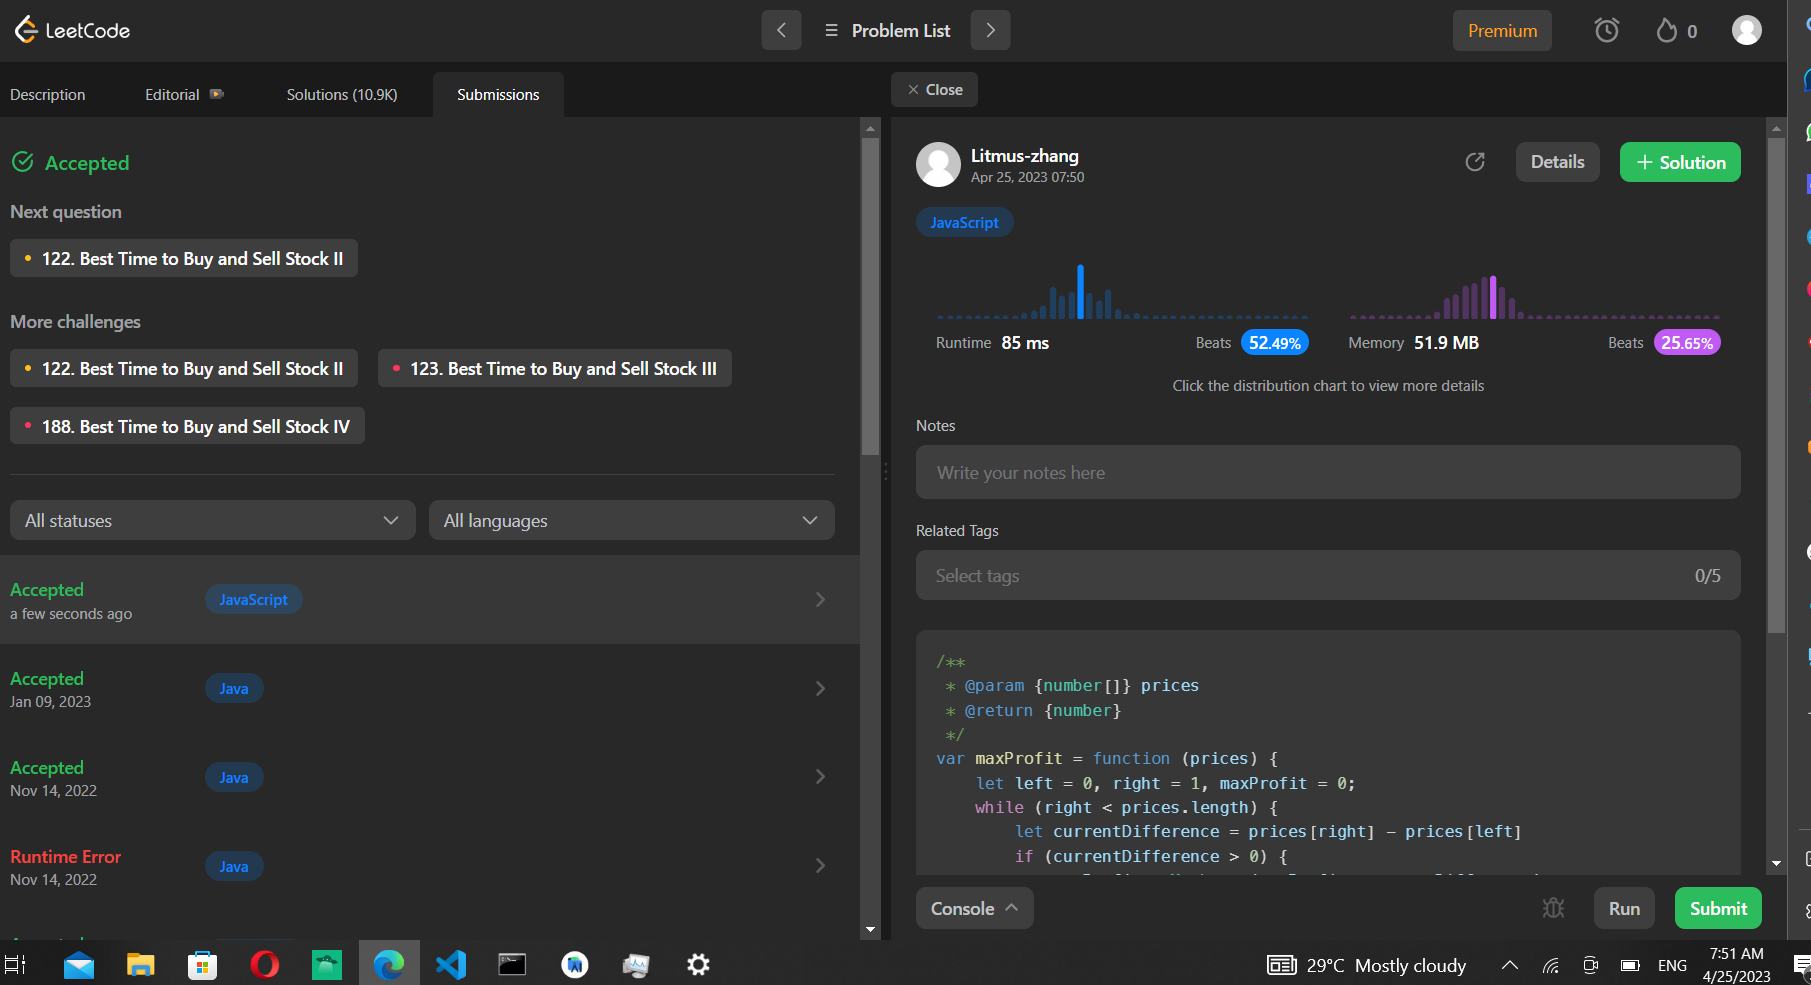 LeetCode
Problem List
Premium
0
Description
Editorial
Solutions (10.9K)
Submissions
Close
Accepted
Next question
122. Best Time to Buy and Sell Stock II
More challenges
122. Best Time to Buy and Sell Stock II
123. Best Time to Buy and Sell Stock III
188. Best Time to Buy and Sell Stock IV
All statuses
All languages
Accepted
a few seconds ago
JavaScript
Accepted
Jan 09, 2023
Java
Accepted
Nov 14, 2022
Java
Runtime Error
Nov 14, 2022
Java
Litmus-zhang
Apr 25, 2023 07:50
Details
+ Solution
JavaScript
Runtime 85 ms
Beats 52.49%
Memory 51.9 MB
Beats 25.65%
Click the distribution chart to view more details
Notes
Write your notes here
Related Tags
Select tags
0/5
/**
 * @param {number[]} prices
 * @return {number}
 */
var maxProfit = function (prices) {
    let left = 0, right = 1, maxProfit = 0;
    while (right < prices.length) {
        let currentDifference = prices[right] - prices[left]
        if (currentDifference > 0) {
Console
Run
Submit
29°C Mostly cloudy
ENG
7:51 AM
4/25/2023